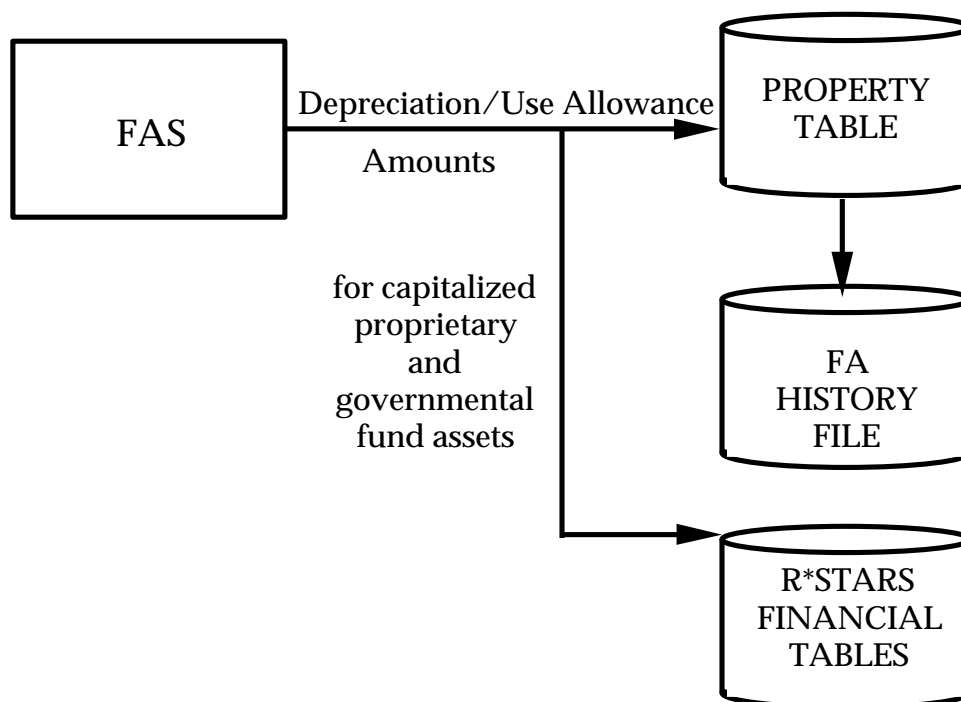 FAS
Depreciation/Use Allowance
Amounts
PROPERTY
TABLE
for capitalized
proprietary
and
governmental
fund assets
FA
HISTORY
FILE
R*STARS
FINANCIAL
TABLES